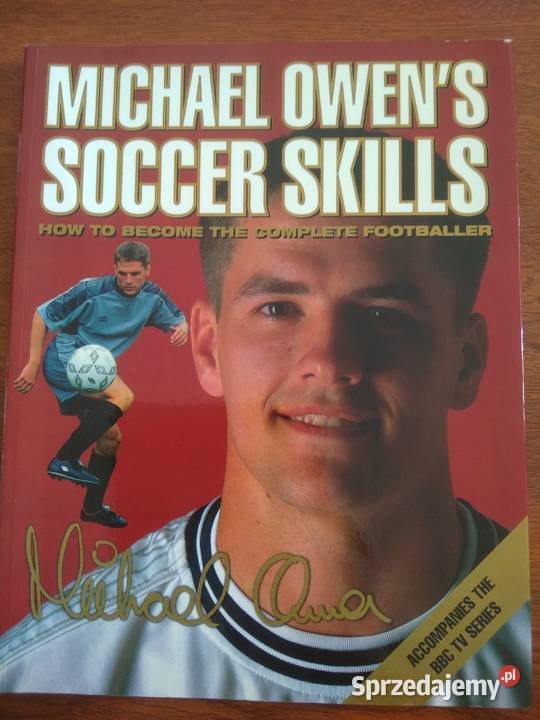 MICHAEL OWEN'S
SOCCER SKILLS
HOW TO BECOME THE COMPLETE FOOTBALLER
Michael Owen
ACCOMPANIES THE
BBC TV SERIES
Sprzedajemy.pl